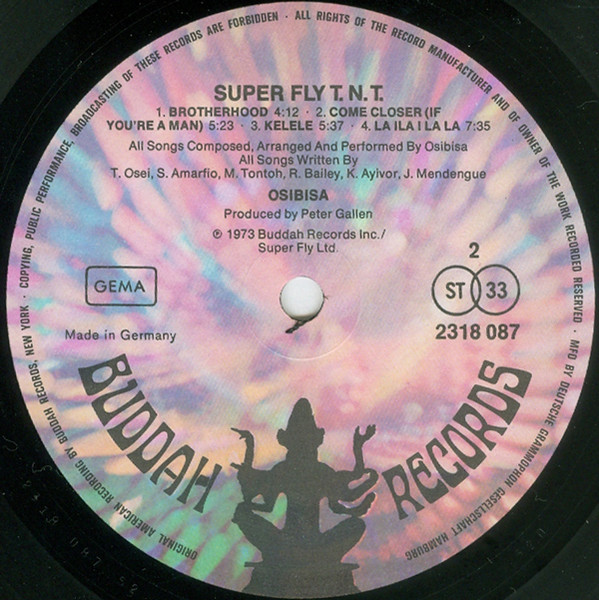 COPYING, PUBLIC PERFORMANCE, BROADCASTING OF THESE RECORDS ARE FORBIDDEN · ALL RIGHTS OF THE RECORD MANUFACTURER AND OF OWNER OF THE WORK RECORDED RESERVED ·
SUPER FLY T. N. T.
1. BROTHERHOOD 4:12 · 2. COME CLOSER (IF
YOU'RE A MAN) 5:23 · 3. KELELE 5:37 · 4. LA ILA I LA LA 7:35
All Songs Composed, Arranged And Performed By Osibisa
All Songs Written By
T. Osei, S. Amarfio, M. Tontoh, R. Bailey, K. Ayivor, J. Mendengue
OSIBISA
Produced by Peter Gallen
℗ 1973 Buddah Records Inc./
Super Fly Ltd.
GEMA
2
ST 33
Made in Germany
2318 087
BUDDAH RECORDS
ORIGINAL AMERICAN RECORDING BY BUDDAH RECORDS, NEW YORK ·
MFD BY DEUTSCHE GRAMMOPHON GESELLSCHAFT HAMBURG